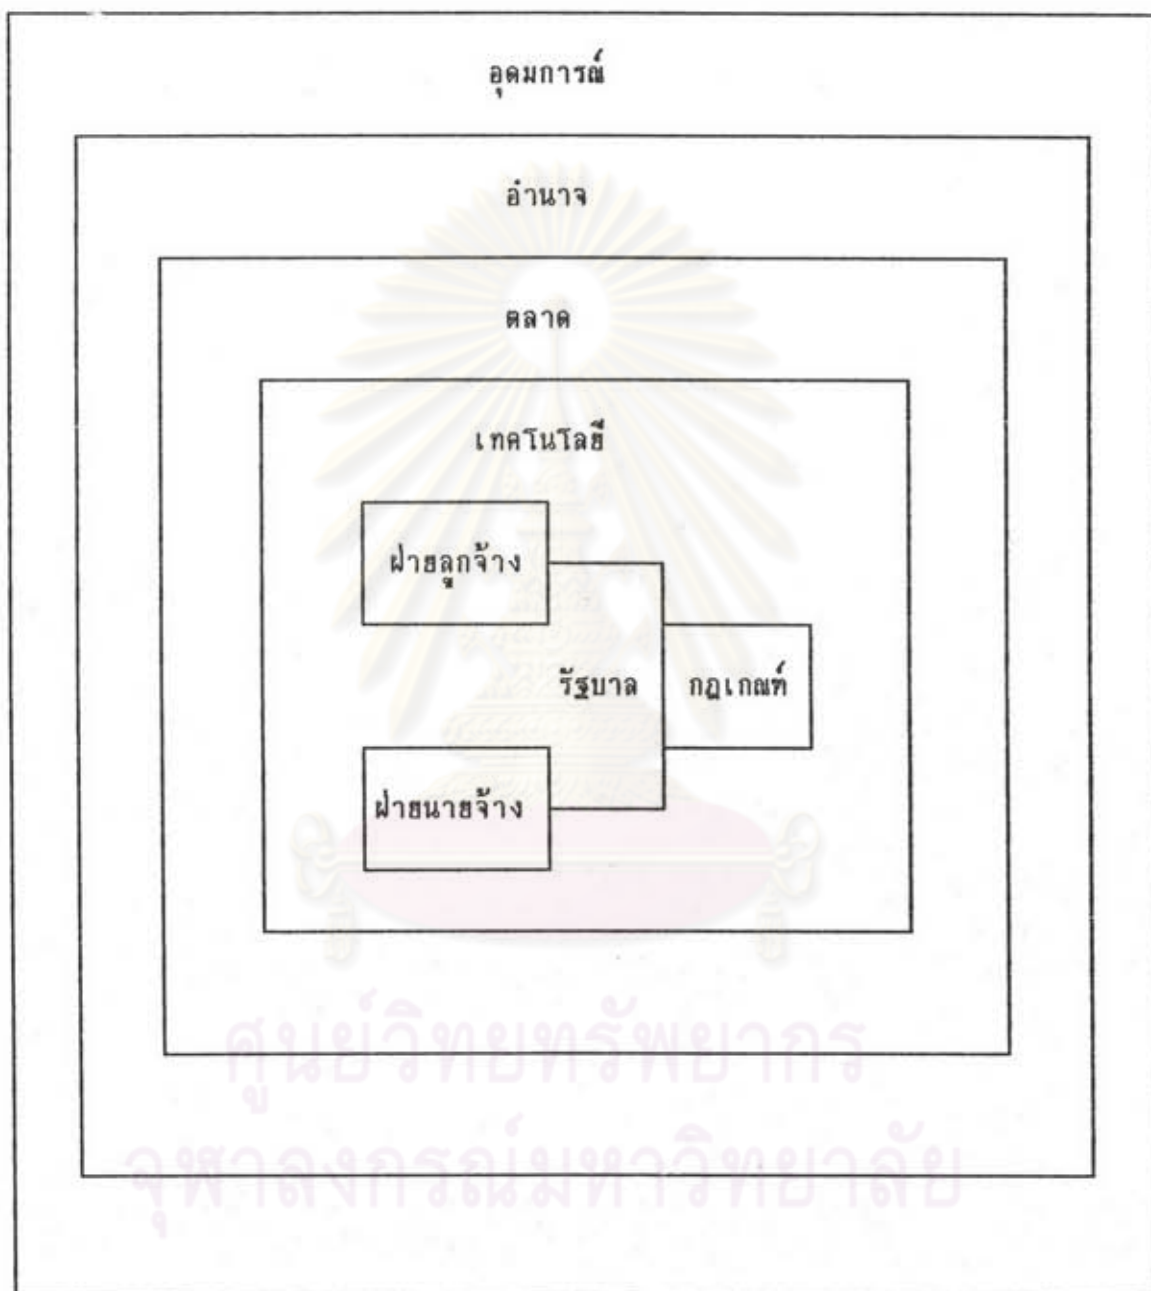 อุดมการณ์
อำนาจ
ตลาด
เทคโนโลยี
ฝ่ายลูกจ้าง
รัฐบาล กฎเกณฑ์
ฝ่ายนายจ้าง
ศูนย์วิทยทรัพยากร
จุฬาลงกรณ์มหาวิทยาลัย